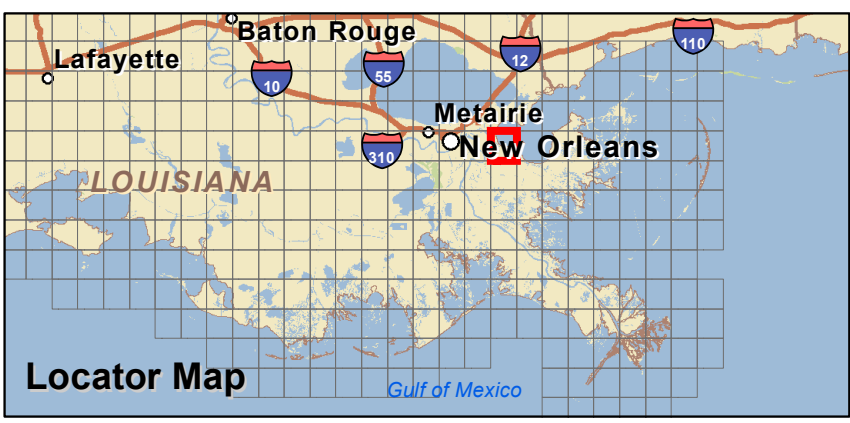 Baton Rouge
Lafayette
10
55
12
110
Metairie
310
New Orleans
LOUISIANA
Locator Map
Gulf of Mexico